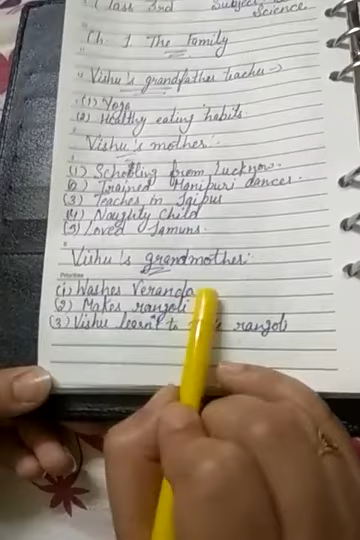 Class 3rd Subject: Science
Ch. 1. The family
Vishu's grandfather teaches →
(1) Yoga
(2) Healthy eating habits
Vishu's mother:
(1) Schooling from Lucknow.
(2) Trained Manipuri dancer.
(3) Teaches in Jaipur
(4) Naughty child
(5) Loved Jamuns.
Vishu's grandmother:
Priorities
(1) Washes Veranda
(2) Makes rangoli
(3) Vishu learnt to rangoli